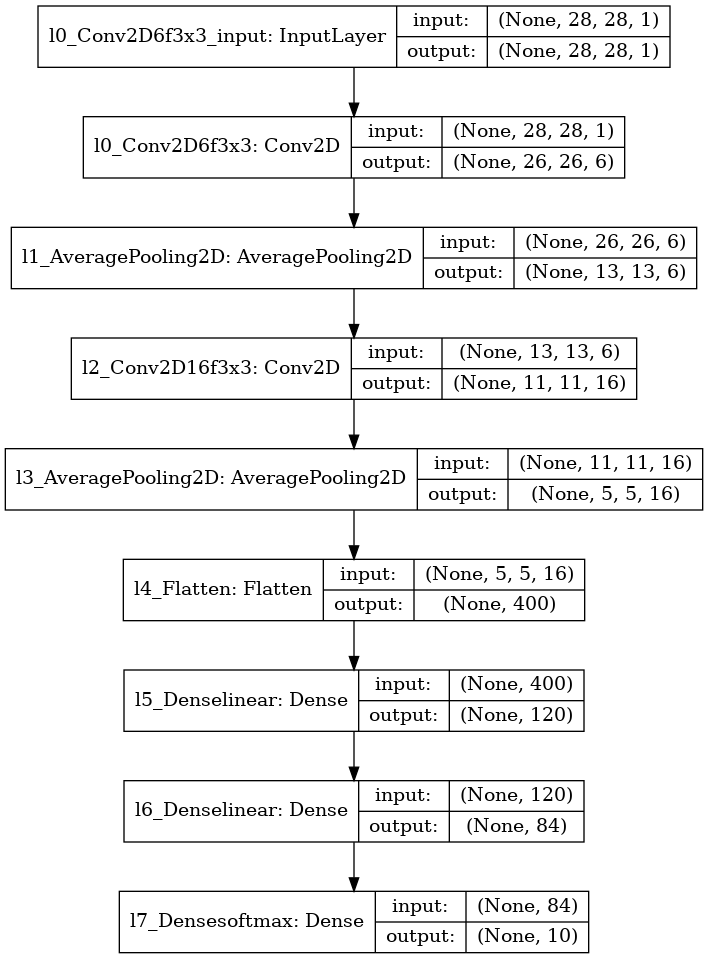 l0_Conv2D6f3x3_input: InputLayer input: (None, 28, 28, 1)
output: (None, 28, 28, 1)
l0_Conv2D6f3x3: Conv2D input: (None, 28, 28, 1)
output: (None, 26, 26, 6)
l1_AveragePooling2D: AveragePooling2D input: (None, 26, 26, 6)
output: (None, 13, 13, 6)
l2_Conv2D16f3x3: Conv2D input: (None, 13, 13, 6)
output: (None, 11, 11, 16)
l3_AveragePooling2D: AveragePooling2D input: (None, 11, 11, 16)
output: (None, 5, 5, 16)
l4_Flatten: Flatten input: (None, 5, 5, 16)
output: (None, 400)
l5_Denselinear: Dense input: (None, 400)
output: (None, 120)
l6_Denselinear: Dense input: (None, 120)
output: (None, 84)
l7_Densesoftmax: Dense input: (None, 84)
output: (None, 10)